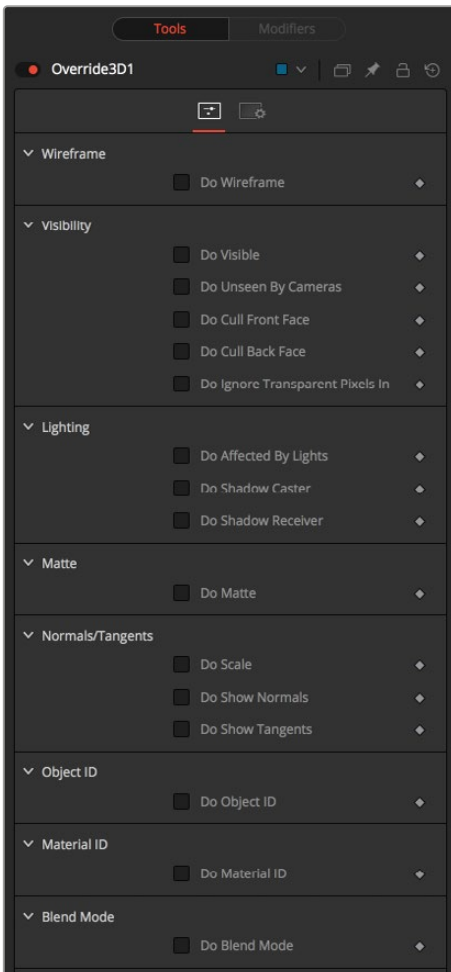 Tools Modifiers
Override3D1
Wireframe
Do Wireframe
Visibility
Do Visible
Do Unseen By Cameras
Do Cull Front Face
Do Cull Back Face
Do Ignore Transparent Pixels In
Lighting
Do Affected By Lights
Do Shadow Caster
Do Shadow Receiver
Matte
Do Matte
Normals/Tangents
Do Scale
Do Show Normals
Do Show Tangents
Object ID
Do Object ID
Material ID
Do Material ID
Blend Mode
Do Blend Mode